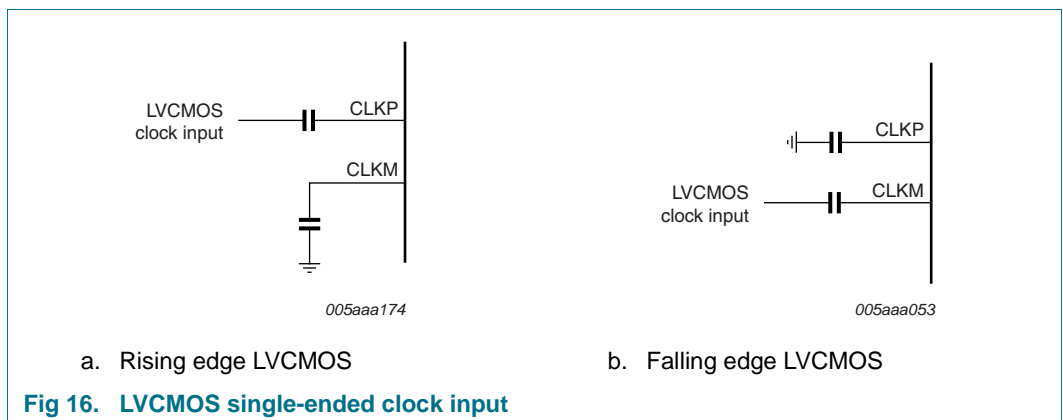 LVCMOS
clock input
CLKP
CLKM
005aaa174
a. Rising edge LVCMOS
CLKP
LVCMOS
clock input
CLKM
005aaa053
b. Falling edge LVCMOS
Fig 16. LVCMOS single-ended clock input